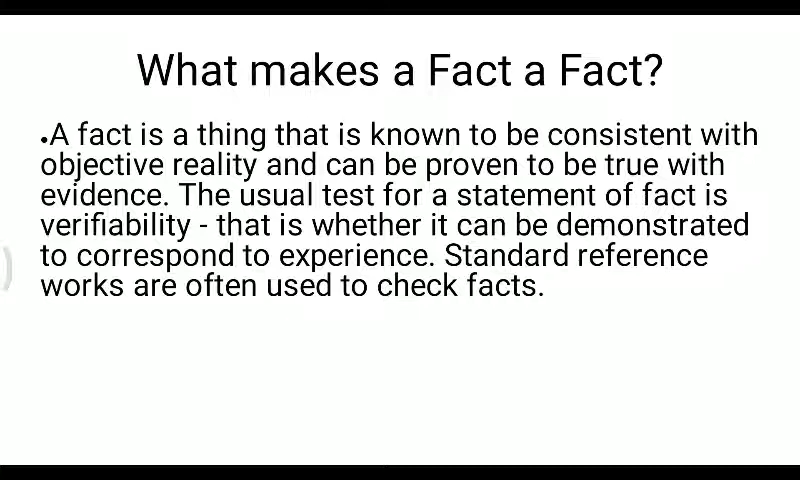 What makes a Fact a Fact?
•A fact is a thing that is known to be consistent with
objective reality and can be proven to be true with
evidence. The usual test for a statement of fact is
verifiability - that is whether it can be demonstrated
to correspond to experience. Standard reference
works are often used to check facts.